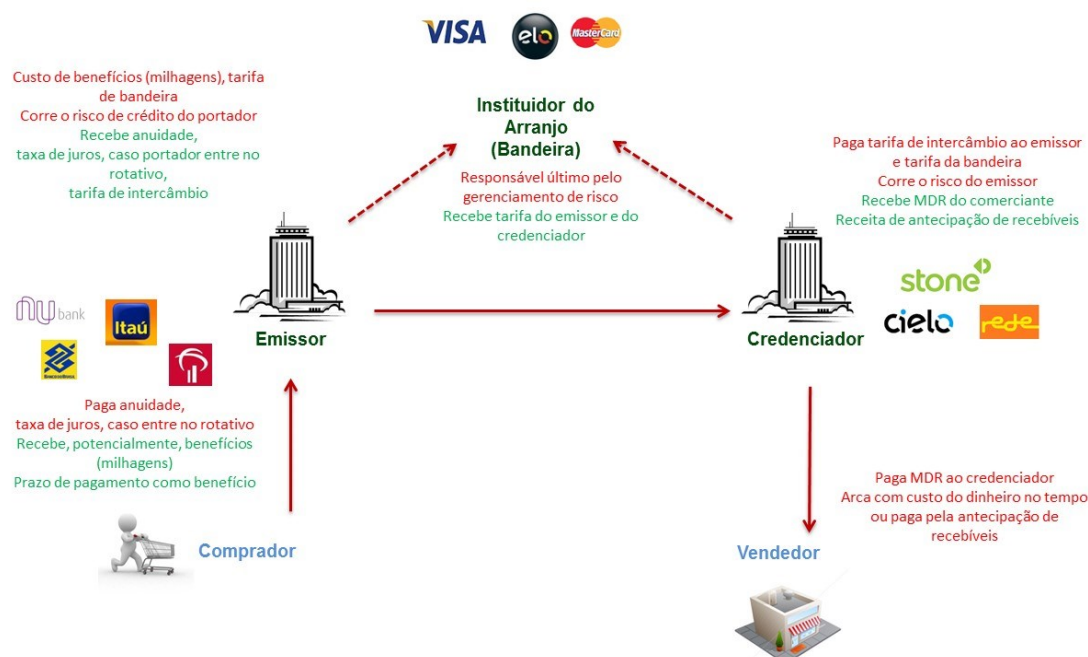 VISA
elo
MasterCard
Custo de benefícios (milhagens), tarifa
de bandeira
Corre o risco de crédito do portador
Recebe anuidade,
taxa de juros, caso portador entre no
rotativo,
tarifa de intercâmbio
Instituidor do
Arranjo
(Bandeira)
Responsável último pelo
gerenciamento de risco
Recebe tarifa do emissor e do
credenciador
Paga tarifa de intercâmbio ao emissor
e tarifa da bandeira
Corre o risco do emissor
Recebe MDR do comerciante
Receita de antecipação de recebíveis
stone
cielo
rede
nu bank
Itaú
BANCO DO BRASIL
Emissor
Credenciador
Paga anuidade,
taxa de juros, caso entre no rotativo
Recebe, potencialmente, benefícios
(milhagens)
Prazo de pagamento como benefício
Comprador
Paga MDR ao credenciador
Arca com custo do dinheiro no tempo
ou paga pela antecipação de
recebíveis
Vendedor